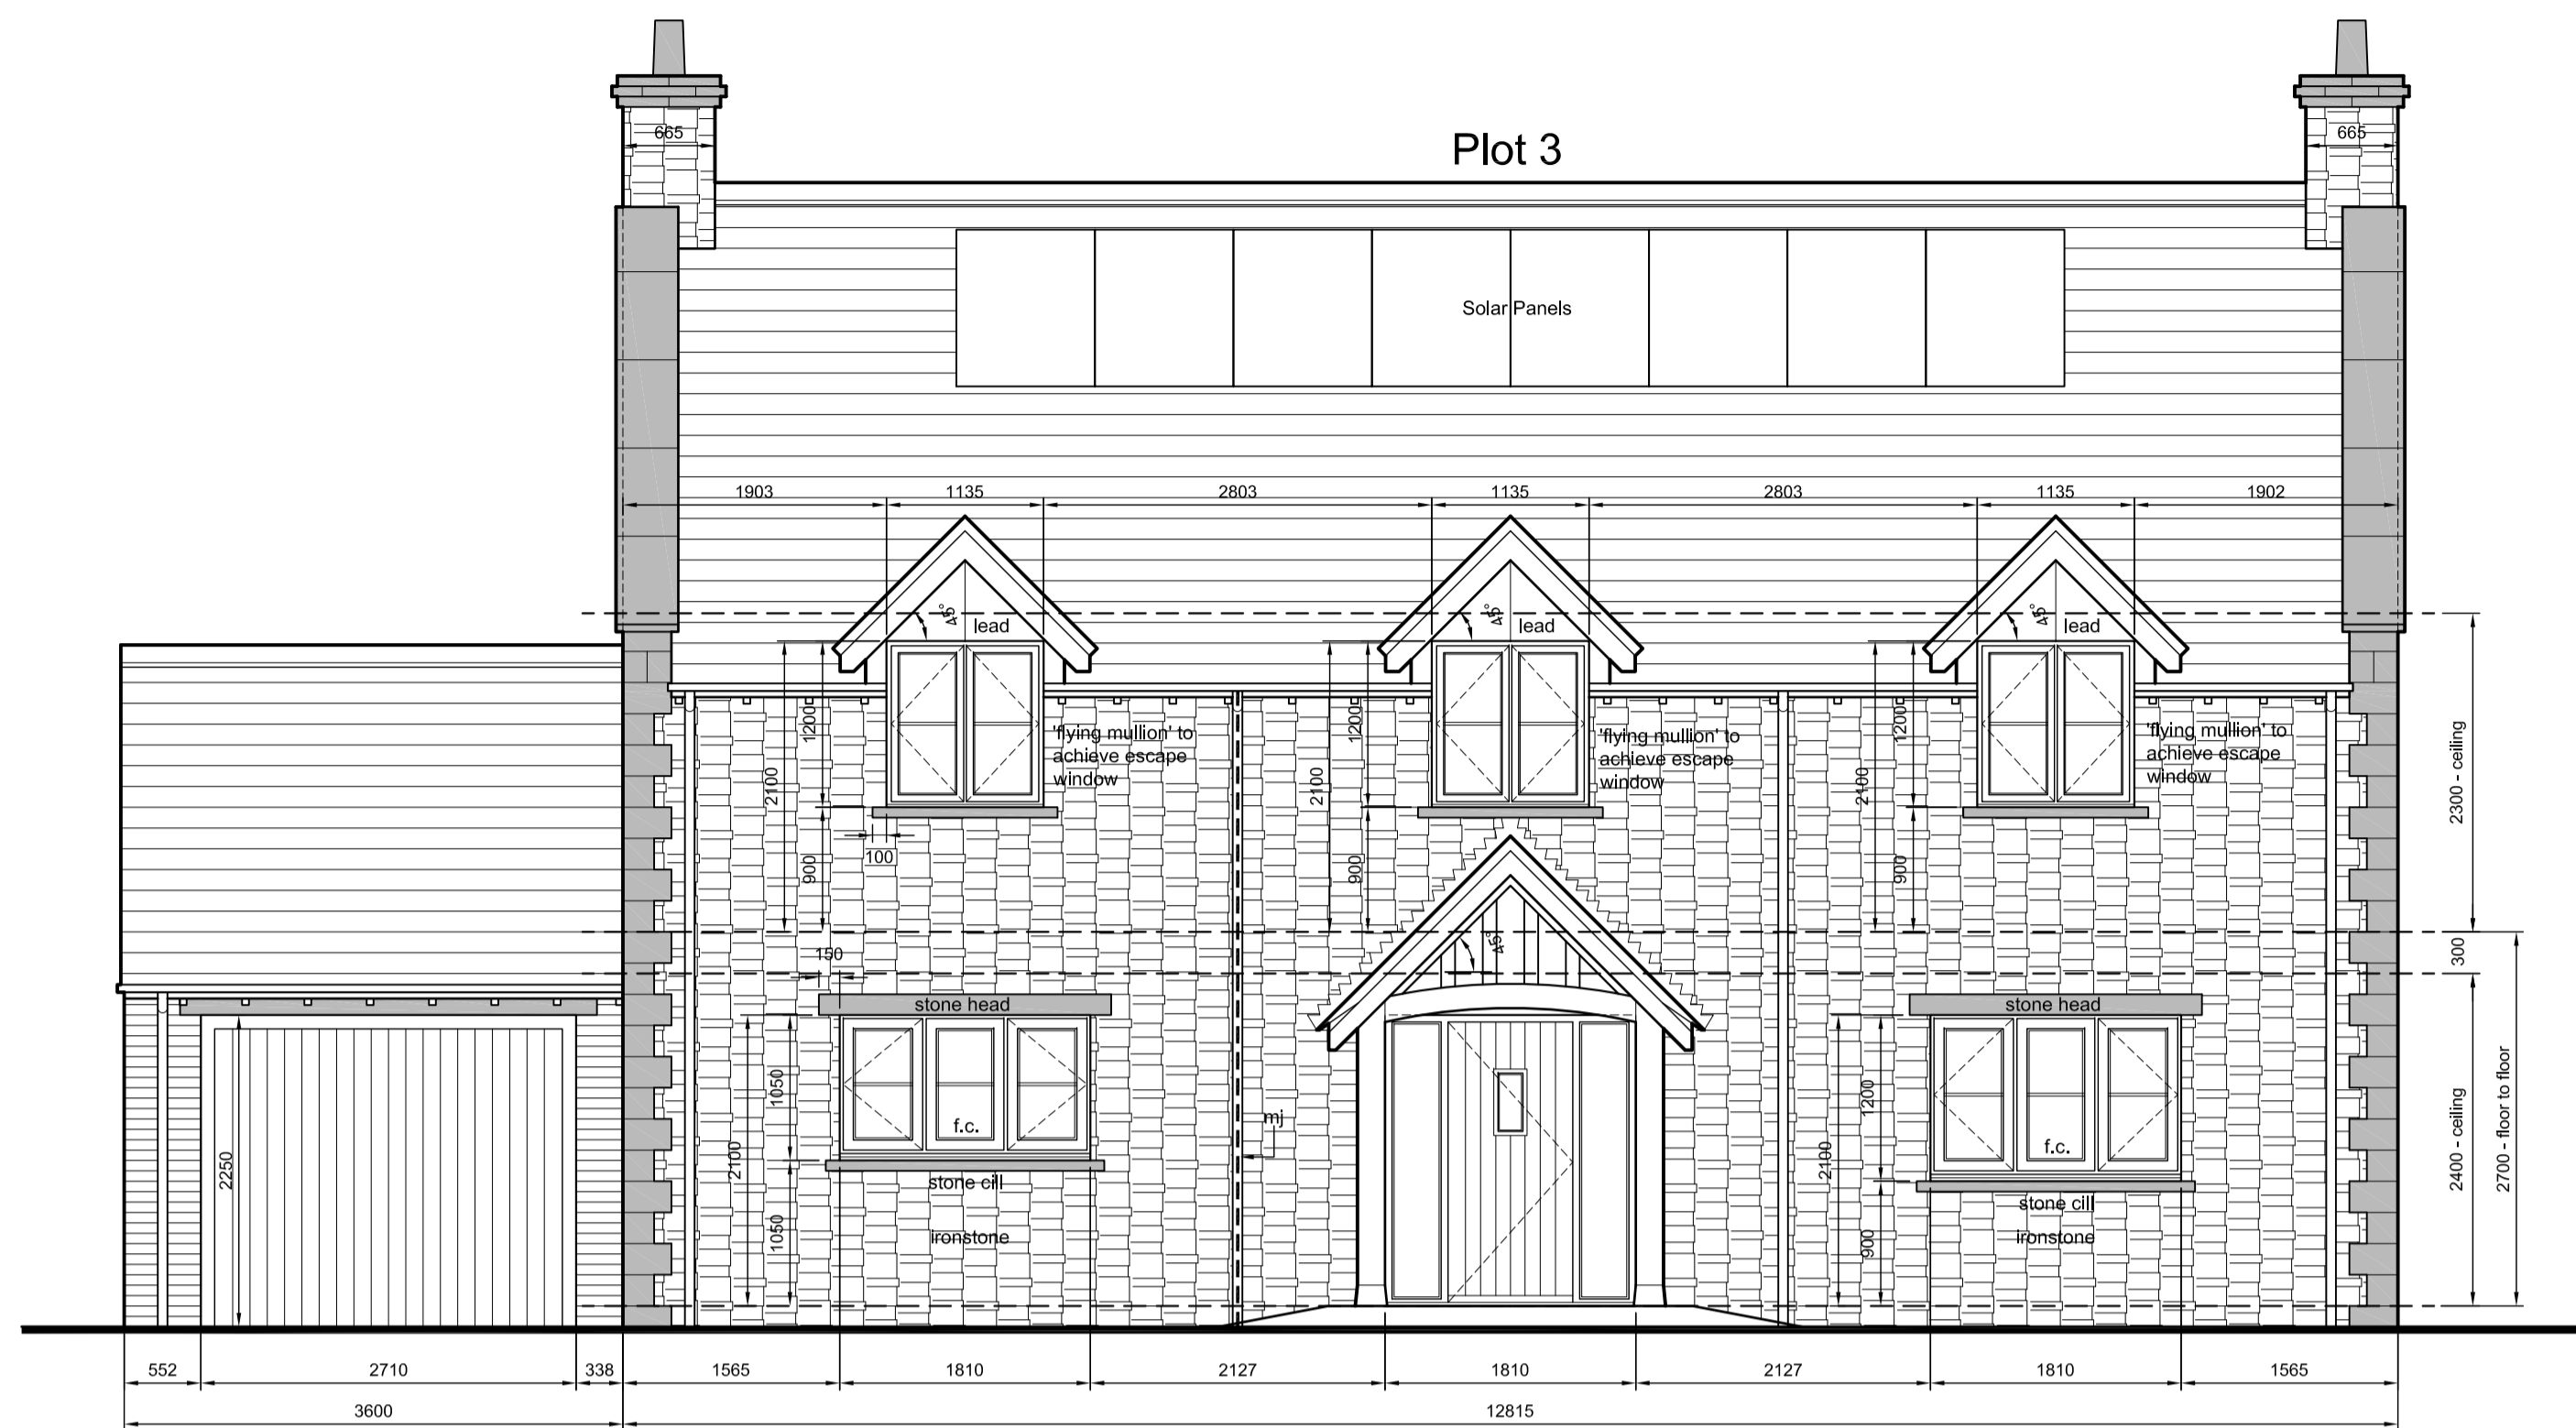 665
Plot 3
665
Solar Panels
1903
1135
2803
1135
2803
1135
1902
45°
lead
45°
lead
45°
lead
1200
2100
900
100
'flying mullion' to
achieve escape
window
1200
2100
900
'flying mullion' to
achieve escape
window
1200
2100
900
'flying mullion' to
achieve escape
window
2300 - ceiling
300
2400 - ceiling
2700 - floor to floor
45°
150
stone head
stone head
1050
2100
1050
f.c.
stone cill
ironstone
mj
1200
2100
900
f.c.
stone cill
ironstone
2250
552
2710
338
1565
1810
2127
1810
2127
1810
1565
3600
12815